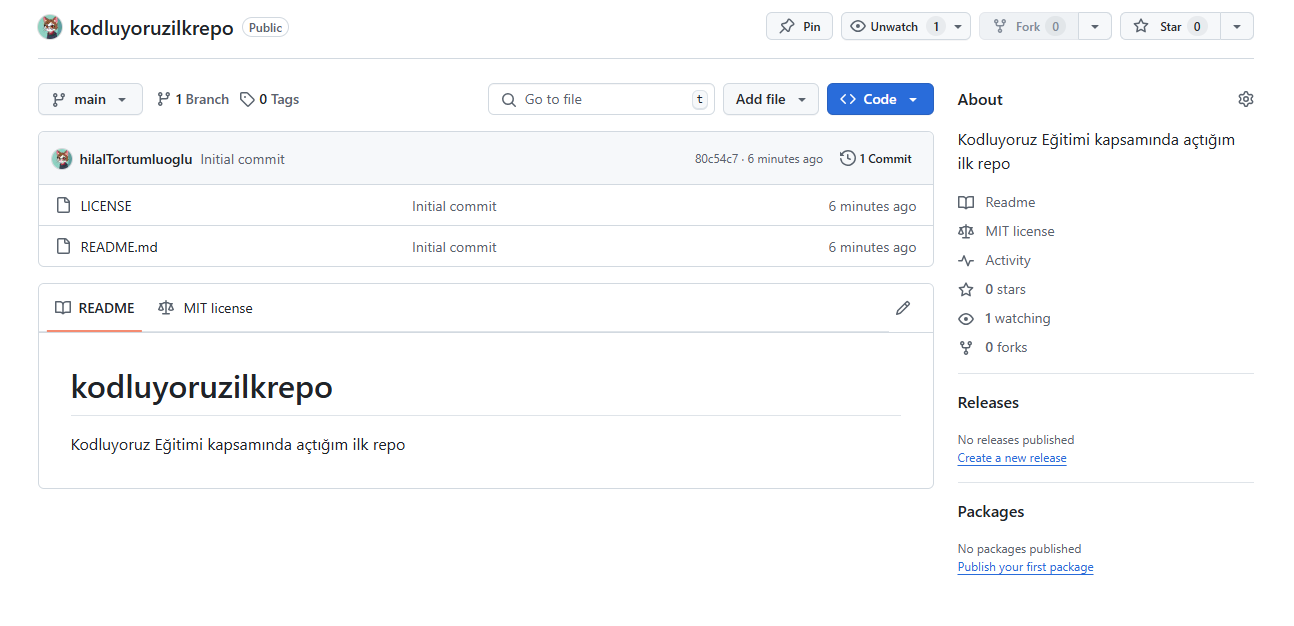 kodluyoruzilkrepo Public Pin Unwatch 1 Fork 0 Star 0
main 1 Branch 0 Tags Go to file t Add file Code
hilalTortumluoglu Initial commit 80c54c7 · 6 minutes ago 1 Commit
LICENSE Initial commit 6 minutes ago
README.md Initial commit 6 minutes ago
README MIT license
kodluyoruzilkrepo
Kodluyoruz Eğitimi kapsamında açtığım ilk repo
About
Kodluyoruz Eğitimi kapsamında açtığım
ilk repo
Readme
MIT license
Activity
0 stars
1 watching
0 forks
Releases
No releases published
Create a new release
Packages
No packages published
Publish your first package